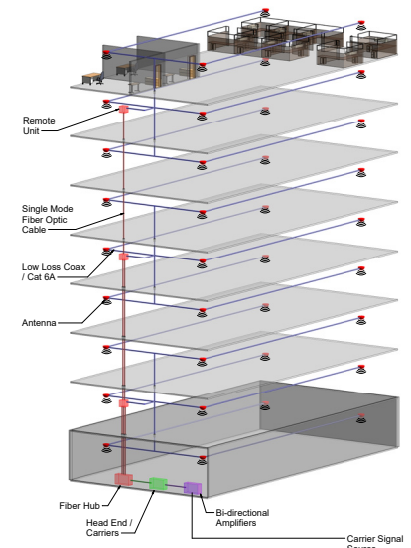 Remote
Unit
Single Mode
Fiber Optic
Cable
Low Loss Coax
/ Cat 6A
Antenna
Fiber Hub
Head End /
Carriers
Bi-directional
Amplifiers
Carrier Signal
Source